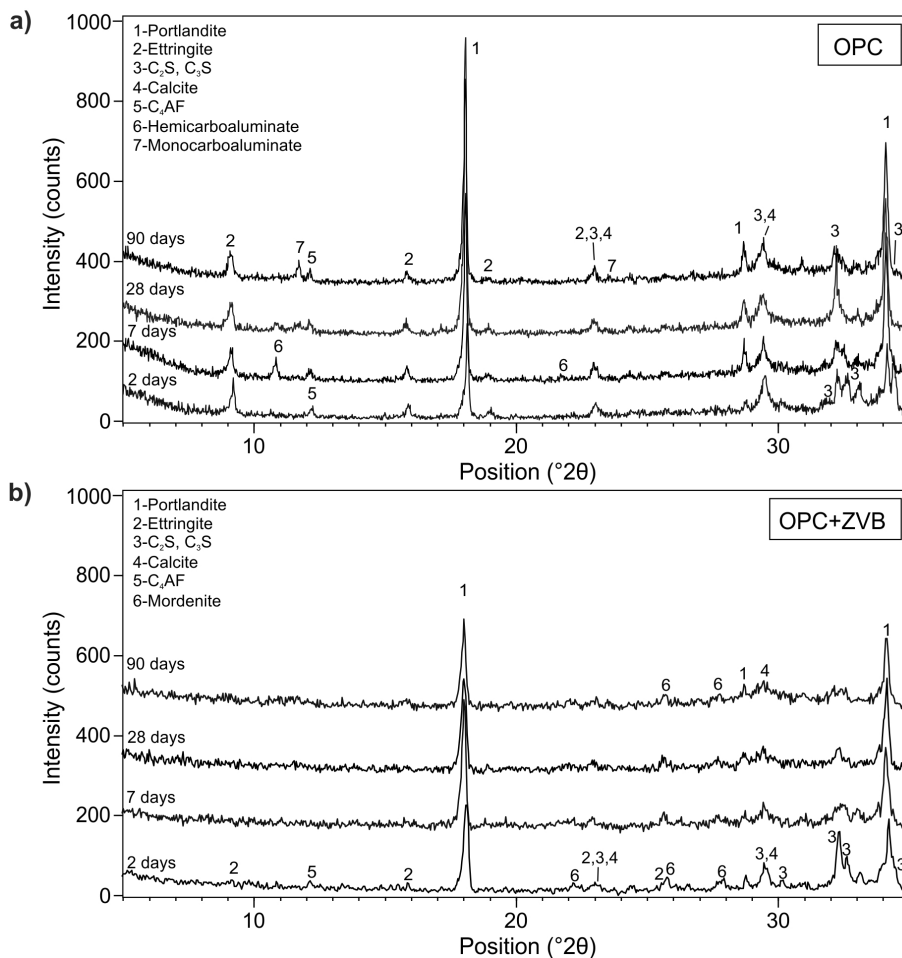 a)
1000
1-Portlandite
2-Ettringite
3-C₂S, C₃S
4-Calcite
5-C₄AF
6-Hemicarboaluminate
7-Monocarboaluminate
OPC
1
800
1
600
Intensity (counts)
90 days
2
7
5
2
2
2,3,4
7
1
3,4
3
3
400
28 days
200
7 days
6
6
2 days
5
3
3
0
10
20
30
Position (°2θ)
b)
1000
1-Portlandite
2-Ettringite
3-C₂S, C₃S
4-Calcite
5-C₄AF
6-Mordenite
OPC+ZVB
800
1
1
600
Intensity (counts)
90 days
6
6
1
4
400
28 days
200
7 days
2 days
2
5
2
6
2,3,4
2
6
6
3,4
3
3
3
3
0
10
20
30
Position (°2θ)